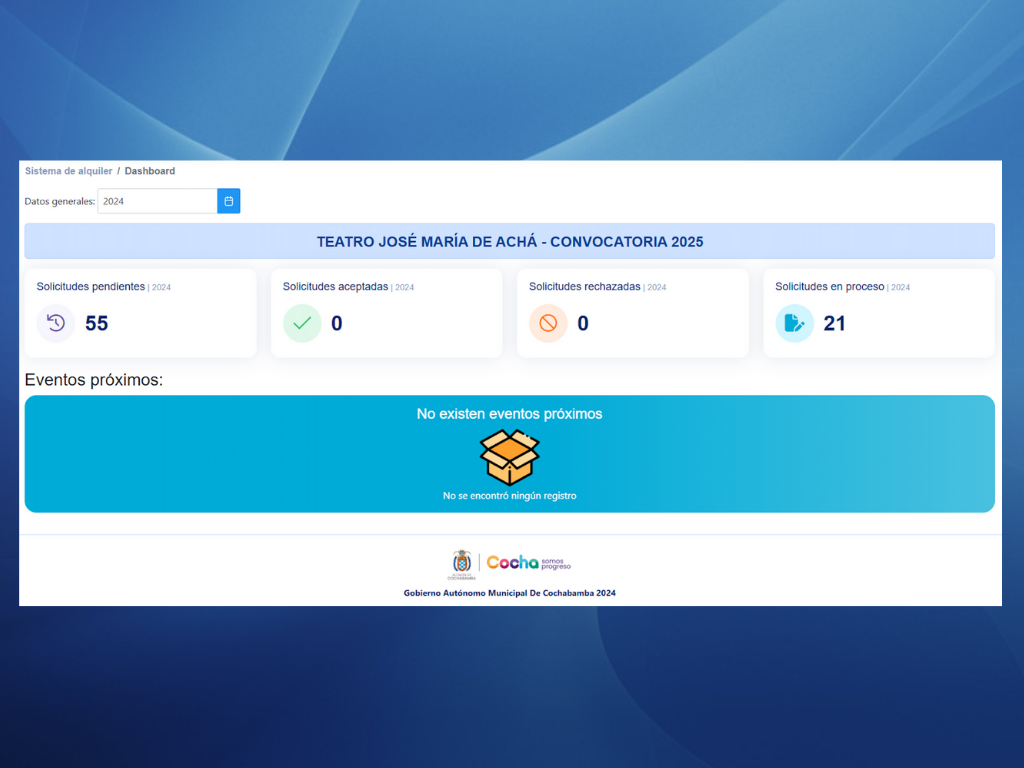 Sistema de alquiler / Dashboard
Datos generales: 2024
TEATRO JOSÉ MARÍA DE ACHÁ - CONVOCATORIA 2025
Solicitudes pendientes | 2024
55
Solicitudes aceptadas | 2024
0
Solicitudes rechazadas | 2024
0
Solicitudes en proceso | 2024
21
Eventos próximos:
No existen eventos próximos
No se encontró ningún registro
COCHABAMBA
Cocha somos
progreso
Gobierno Autónomo Municipal De Cochabamba 2024